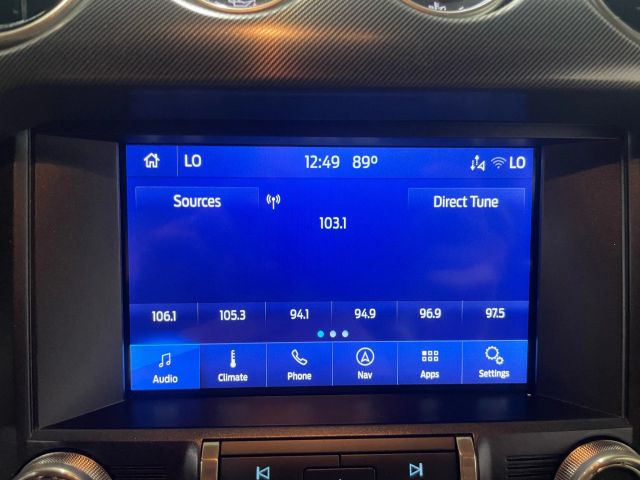 LO 12:49 89° LO
Sources Direct Tune
103.1
106.1 105.3 94.1 94.9 96.9 97.5
Audio Climate Phone Nav Apps Settings